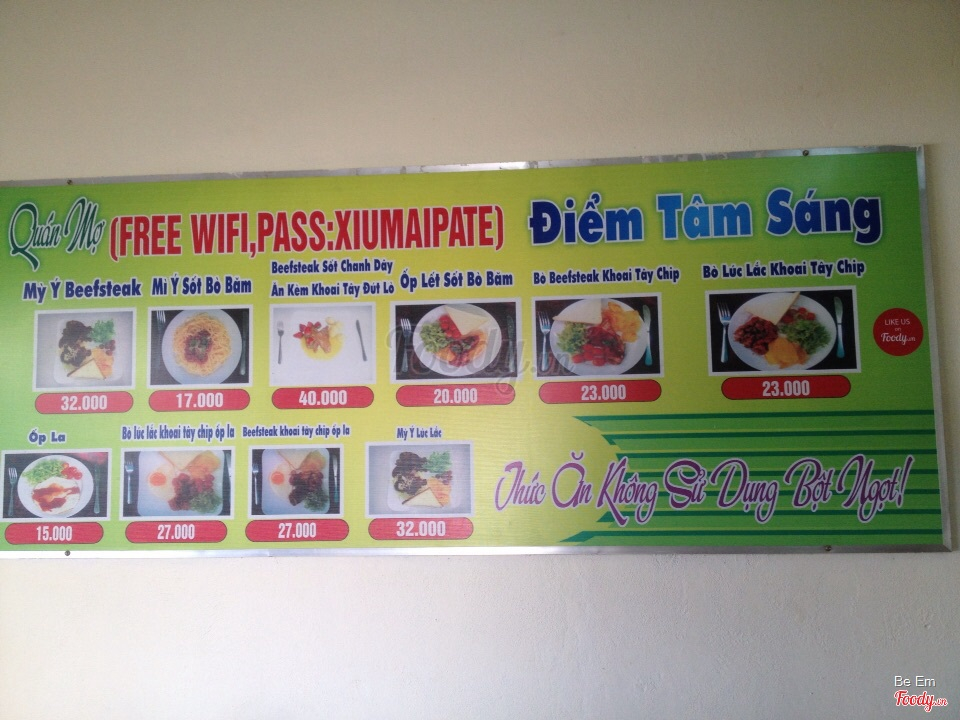 Quán Mợ (FREE WIFI,PASS:XIUMAIPATE) Điểm Tâm Sáng
Mỳ Ý Beefsteak
32.000
Mì Ý Sốt Bò Băm
17.000
Beefsteak Sốt Chanh Dây
Ăn Kèm Khoai Tây Đút Lò
40.000
Ốp Lết Sốt Bò Băm
20.000
Bò Beefsteak Khoai Tây Chip
23.000
Bò Lúc Lắc Khoai Tây Chip
23.000
LIKE US
on
Foody.vn
Foody.vn
Ốp La
15.000
Bò lúc lắc khoai tây chip ốp la
27.000
Beefsteak khoai tây chip ốp la
27.000
Mỳ Ý Lúc Lắc
32.000
Thức Ăn Không Sử Dụng Bột Ngọt!
Be Em
Foody.vn